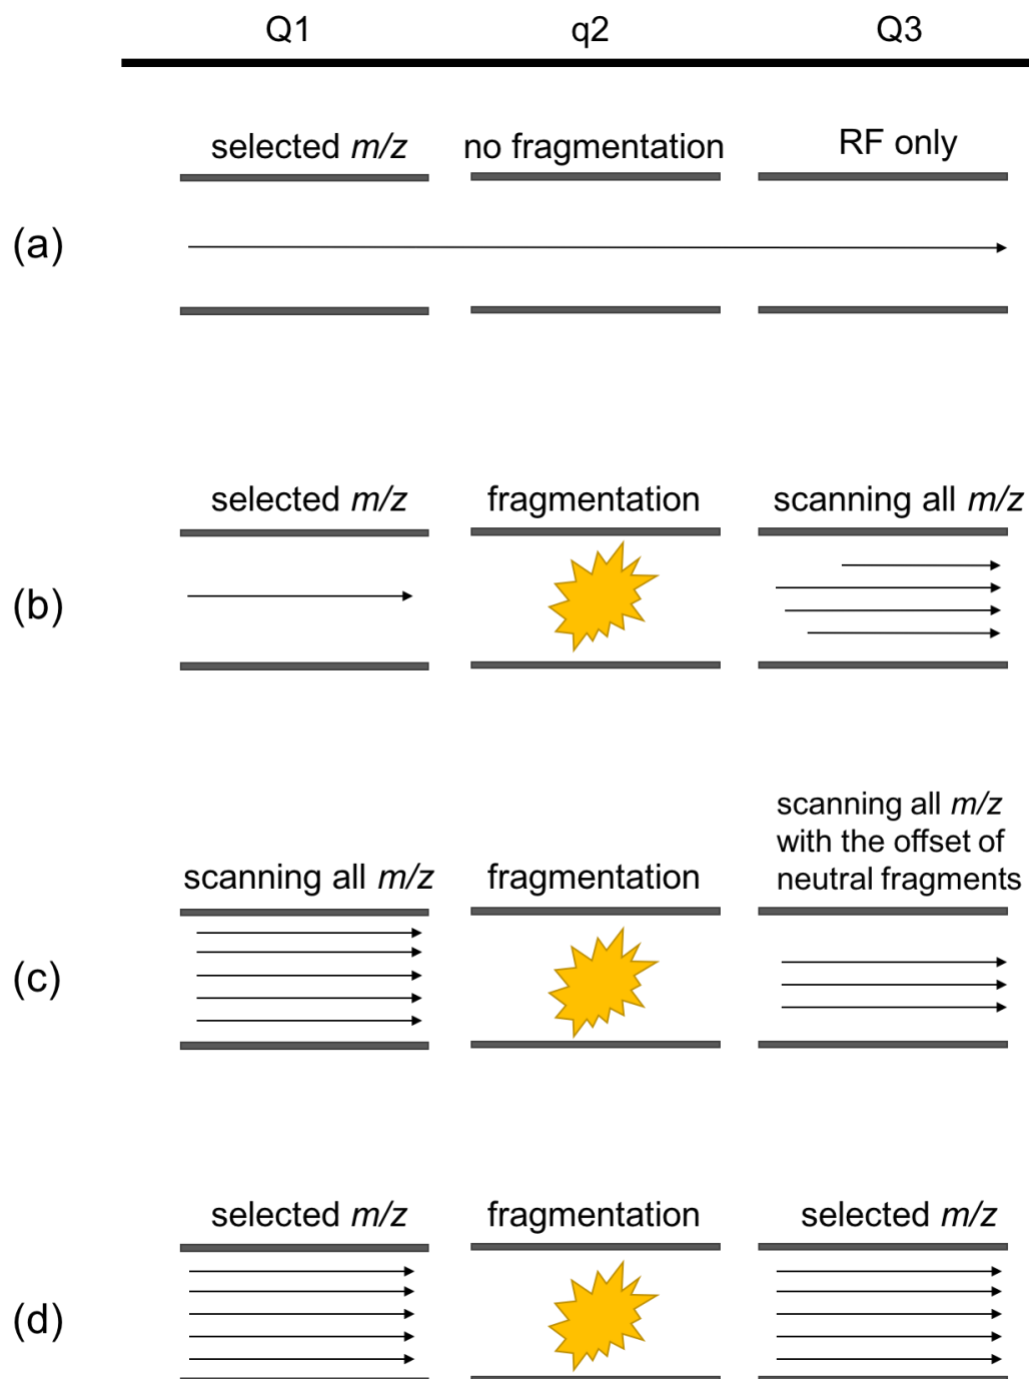 Q1 q2 Q3
selected m/z no fragmentation RF only
(a)
selected m/z fragmentation scanning all m/z
(b)
scanning all m/z
with the offset of
scanning all m/z fragmentation neutral fragments
(c)
selected m/z fragmentation selected m/z
(d)